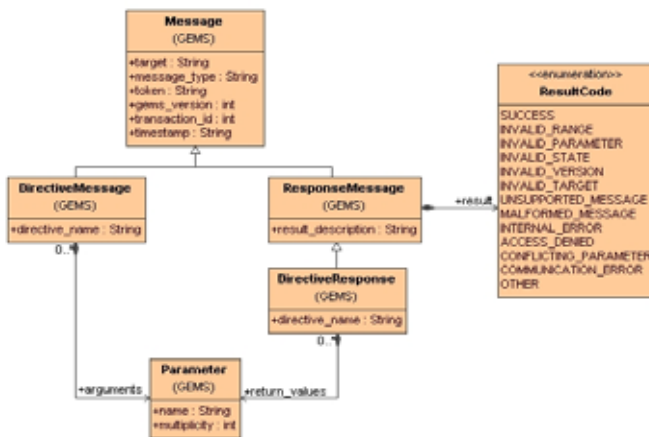 Message
(GEMS)
+target : String
+message_type : String
+token : String
+gems_version : int
+transaction_id : int
+timestamp : String
<<enumeration>>
ResultCode
SUCCESS
INVALID_RANGE
INVALID_PARAMETER
INVALID_STATE
INVALID_VERSION
INVALID_TARGET
UNSUPPORTED_MESSAGE
MALFORMED_MESSAGE
INTERNAL_ERROR
ACCESS_DENIED
CONFLICTING_PARAMETER
COMMUNICATION_ERROR
OTHER
DirectiveMessage
(GEMS)
+directive_name : String
ResponseMessage
(GEMS)
+result_description : String
+result
0..*
DirectiveResponse
(GEMS)
+directive_name : String
0..*
Parameter
(GEMS)
+name : String
+multiplicity : int
+arguments
+return_values